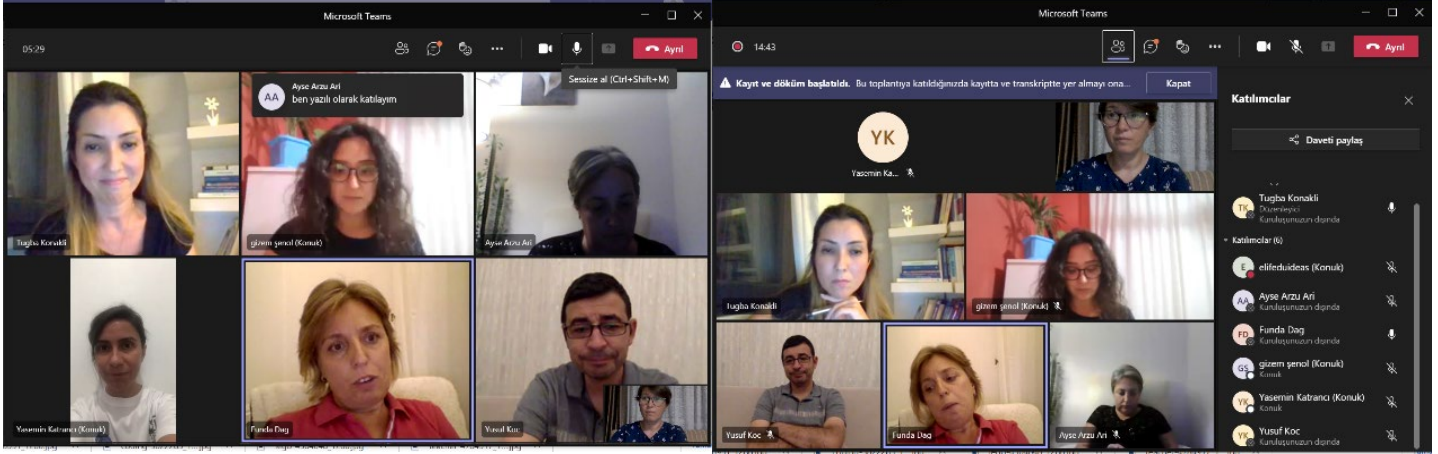 Microsoft Teams
05:29
Ayrıl
Sessize al (Ctrl+Shift+M)
AA
Ayse Arzu Ari
ben yazılı olarak katılayım
Tugba Konakli
gizem şenol (Konuk)
Ayse Arzu Ari
Yasemin Katrancı (Konuk)
Funda Dag
Yusuf Koc
Microsoft Teams
14:43
Ayrıl
Kayıt ve döküm başlatıldı. Bu toplantıya katıldığınızda kayıtta ve transkriptte yer almayı ona...
Kapat
YK
Yasemin Ka...
Tugba Konakli
gizem şenol (Konuk)
Yusuf Koc
Funda Dag
Ayse Arzu Ari
Katılımcılar
Daveti paylaş
TK
Tugba Konakli
Düzenleyici
Kuruluşunuzun dışında
Katılımcılar (6)
E
elifeduideas (Konuk)
AA
Ayse Arzu Ari
Kuruluşunuzun dışında
FD
Funda Dag
Kuruluşunuzun dışında
GS
gizem şenol (Konuk)
Konuk
YK
Yasemin Katrancı (Konuk)
Konuk
YK
Yusuf Koc
Kuruluşunuzun dışında